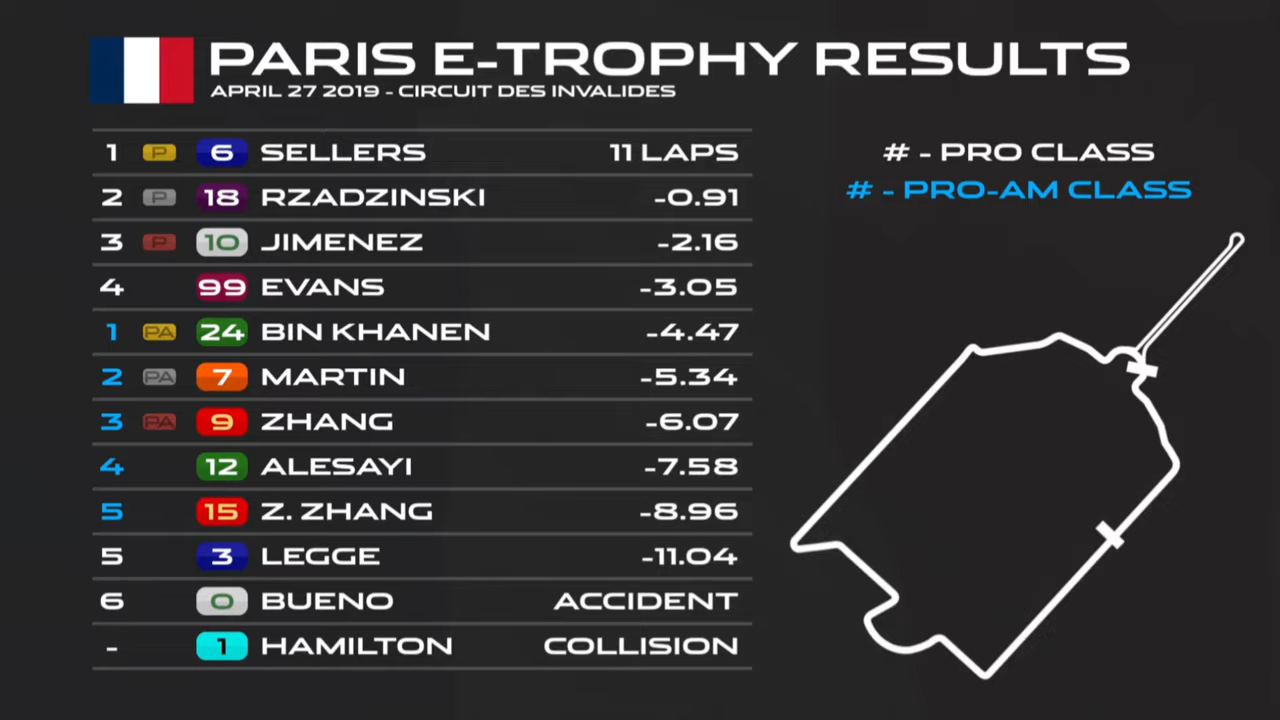 PARIS E-TROPHY RESULTS
APRIL 27 2019 - CIRCUIT DES INVALIDES
1 P 6 SELLERS 11 LAPS
2 P 18 RZADZINSKI -0.91
3 P 10 JIMENEZ -2.16
4 99 EVANS -3.05
1 PA 24 BIN KHANEN -4.47
2 PA 7 MARTIN -5.34
3 PA 9 ZHANG -6.07
4 12 ALESAYI -7.58
5 15 Z. ZHANG -8.96
5 3 LEGGE -11.04
6 0 BUENO ACCIDENT
- 1 HAMILTON COLLISION
# - PRO CLASS
# - PRO-AM CLASS